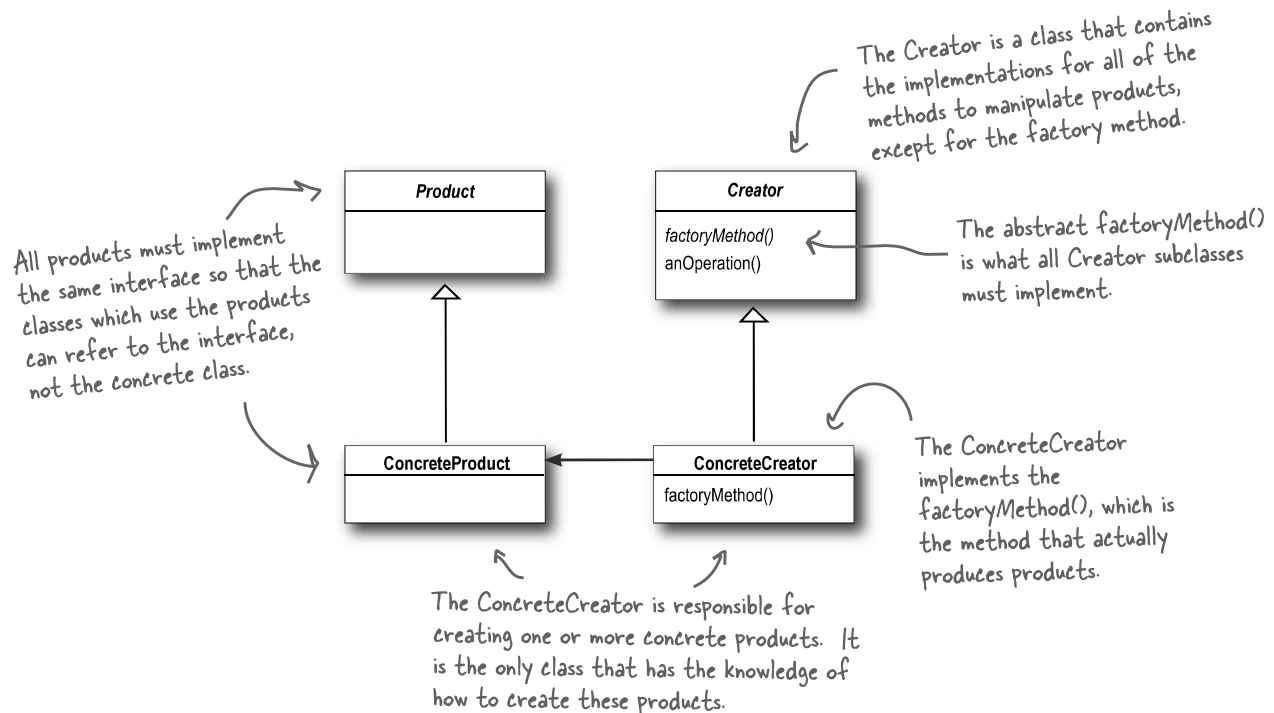 The Creator is a class that contains
the implementations for all of the
methods to manipulate products,
except for the factory method.
Product
Creator
factoryMethod()
anOperation()
The abstract factoryMethod()
is what all Creator subclasses
must implement.
All products must implement
the same interface so that the
classes which use the products
can refer to the interface,
not the concrete class.
ConcreteProduct
ConcreteCreator
factoryMethod()
The ConcreteCreator
implements the
factoryMethod(), which is
the method that actually
produces products.
The ConcreteCreator is responsible for
creating one or more concrete products. It
is the only class that has the knowledge of
how to create these products.